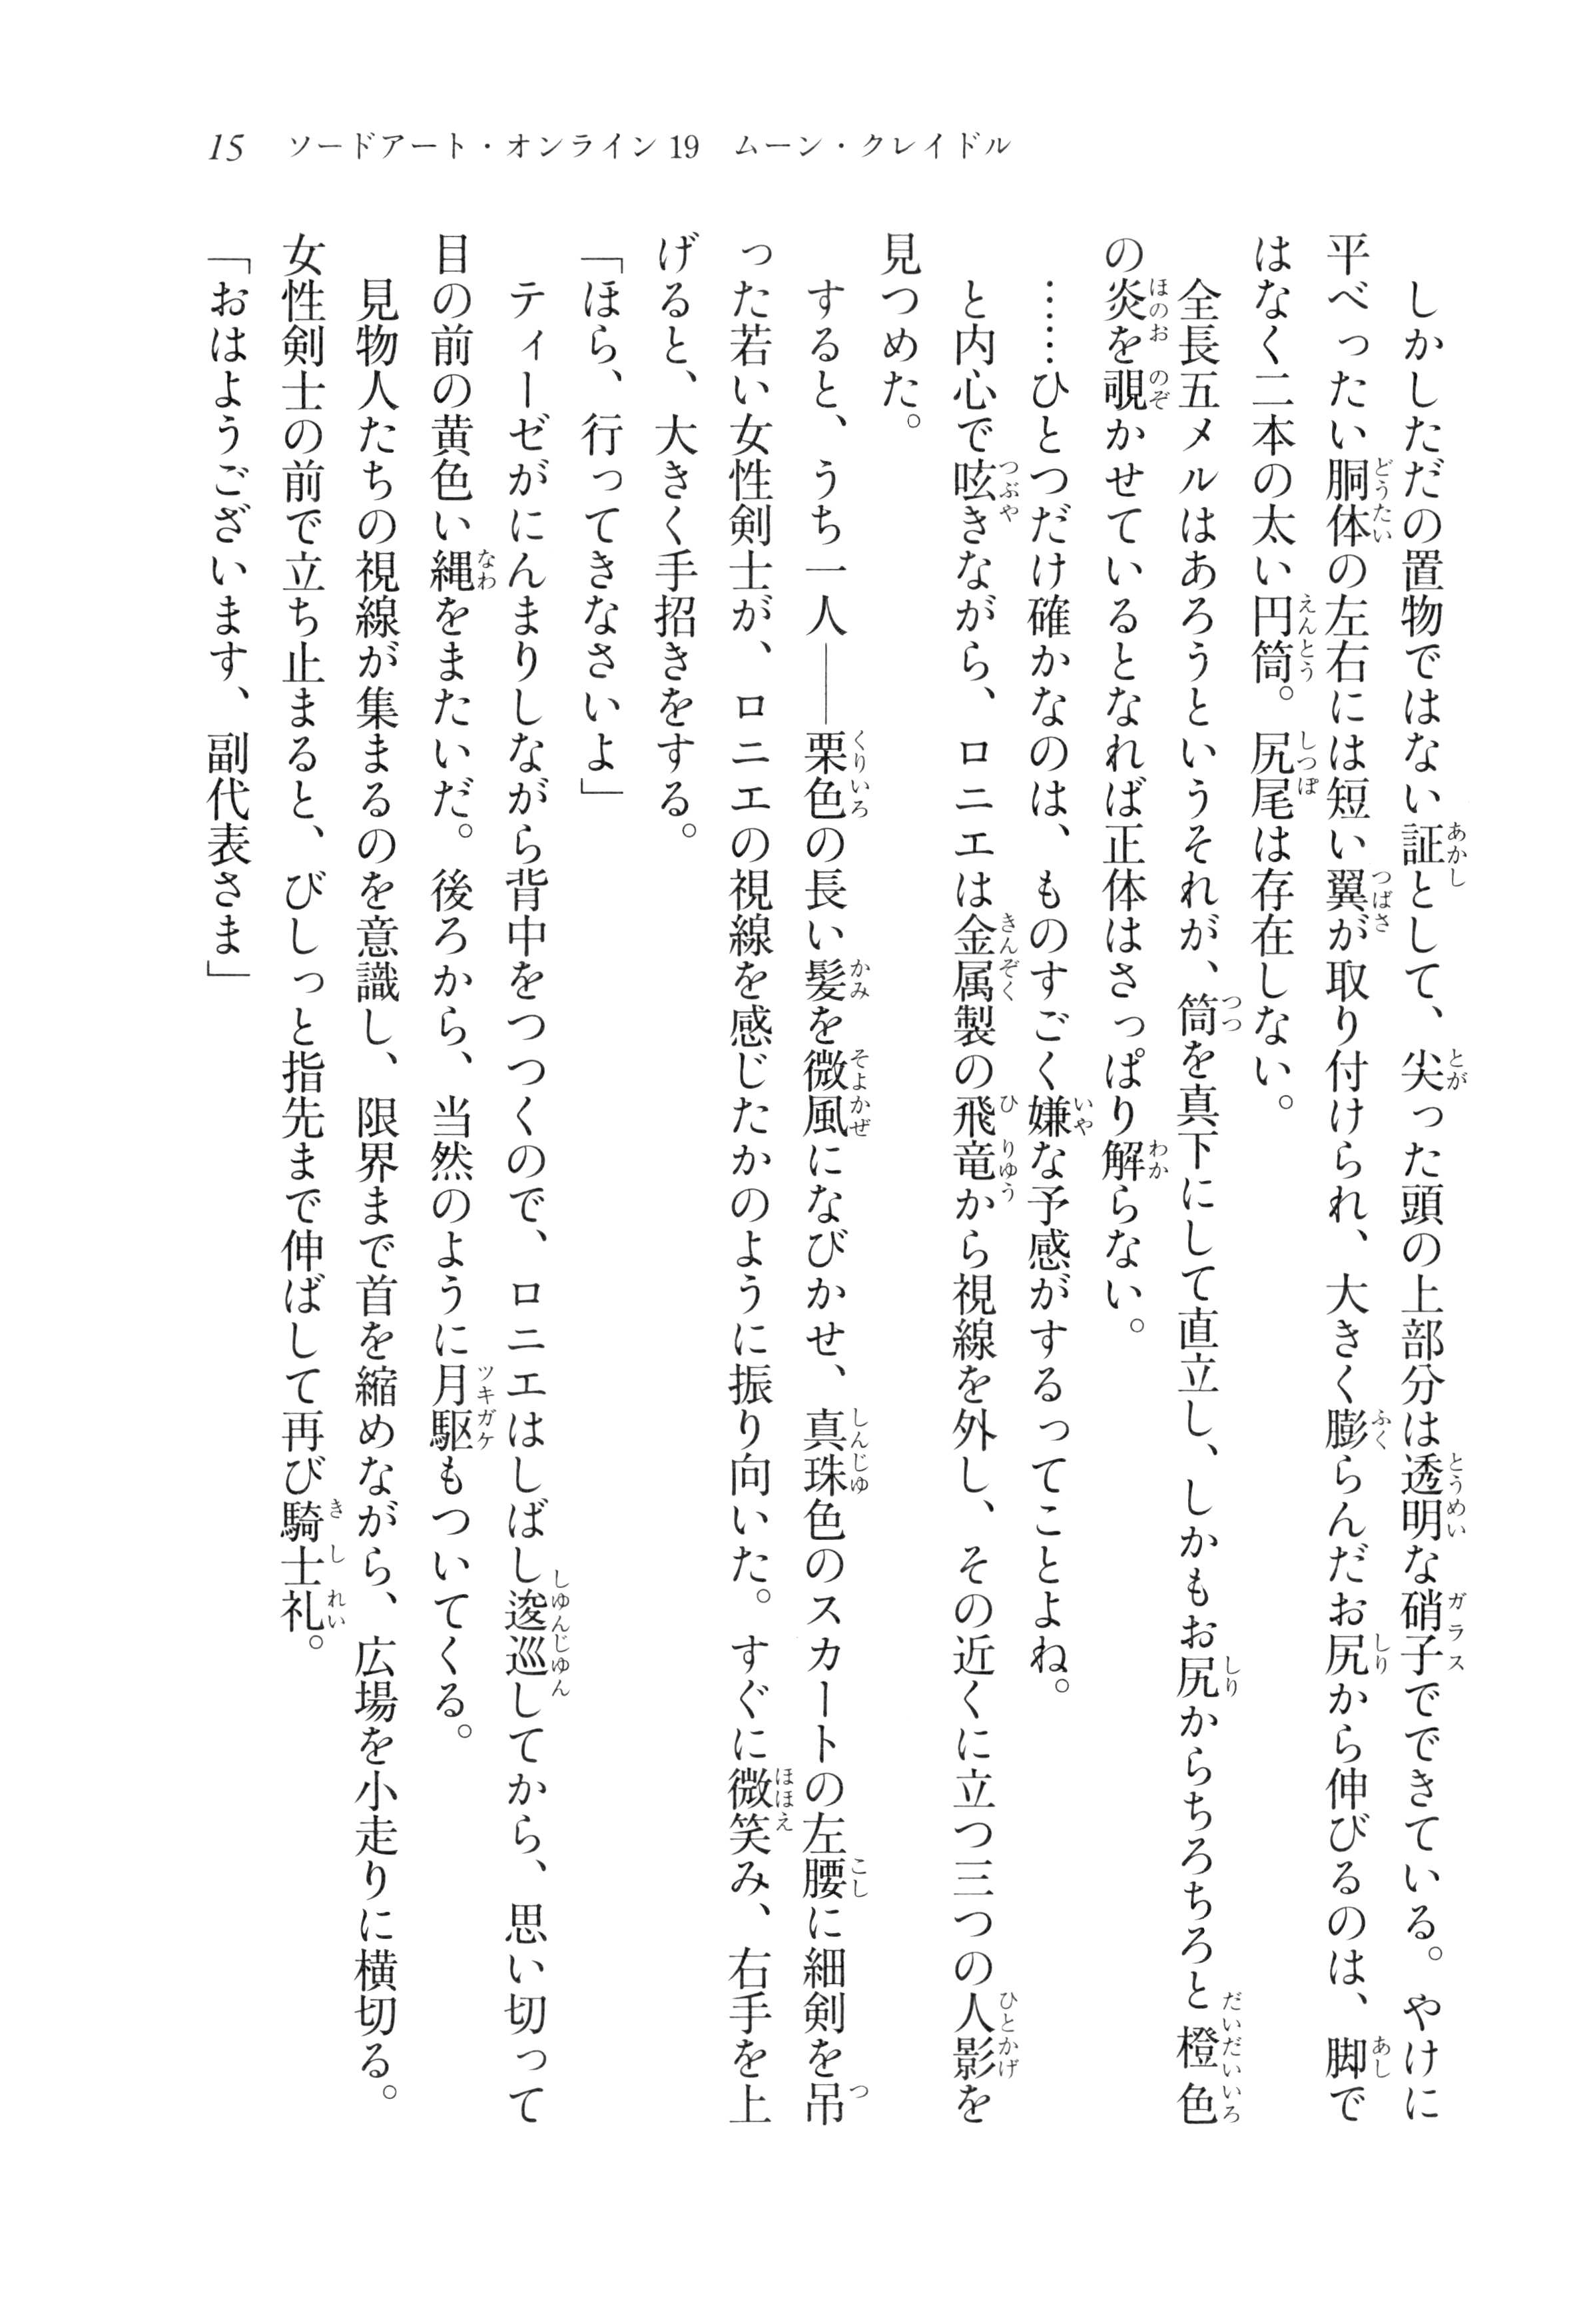 15　ソードアート・オンライン19　ムーン・クレイドル
　しかしただの置物ではない証として、尖った頭の上部分は透明な硝子でできている。やけに
平べったい胴体の左右には短い翼が取り付けられ、大きく膨らんだお尻から伸びるのは、脚で
はなく二本の太い円筒。尻尾は存在しない。
　全長五メルはあろうというそれが、筒を真下にして直立し、しかもお尻からちろちろと橙色
の炎を覗かせているとなれば正体はさっぱり解らない。
　……ひとつだけ確かなのは、ものすごく嫌な予感がするってことよね。
　と内心で呟きながら、ロニエは金属製の飛竜から視線を外し、その近くに立つ三つの人影を
見つめた。
　すると、うち一人――栗色の長い髪を微風になびかせ、真珠色のスカートの左腰に細剣を吊
った若い女性剣士が、ロニエの視線を感じたかのように振り向いた。すぐに微笑み、右手を上
げると、大きく手招きをする。
「ほら、行ってきなさいよ」
　ティーゼがにんまりしながら背中をつつくので、ロニエはしばし逡巡してから、思い切って
目の前の黄色い縄をまたいだ。後ろから、当然のように月駆もついてくる。
　見物人たちの視線が集まるのを意識し、限界まで首を縮めながら、広場を小走りに横切る。
女性剣士の前で立ち止まると、びしっと指先まで伸ばして再び騎士礼。
「おはようございます、副代表さま」